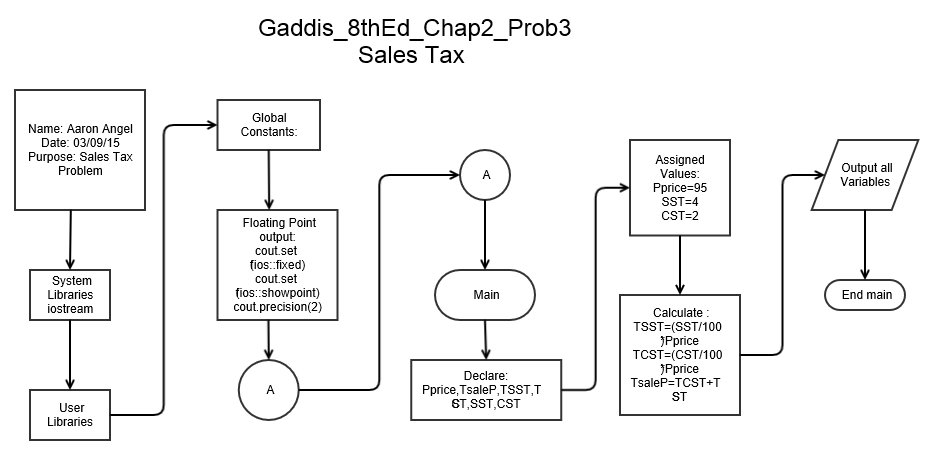 Gaddis_8thEd_Chap2_Prob3
Sales Tax
Name: Aaron Angel
Date: 03/09/15
Purpose: Sales Tax
Problem
System
Libraries
iostream
User
Libraries
Global
Constants:
Floating Point
output:
cout.set
f(ios::fixed)
cout.set
f(ios::showpoint)
cout.precision(2)
A
A
Main
Declare:
Pprice,TsaleP,TSST,T
ST,SST,CST
Assigned
Values:
Pprice=95
SST=4
CST=2
Calculate :
TSST=(SST/100
)*Pprice
TCST=(CST/100
)*Pprice
TsaleP=TCST+T
ST
Output all
Variables
End main